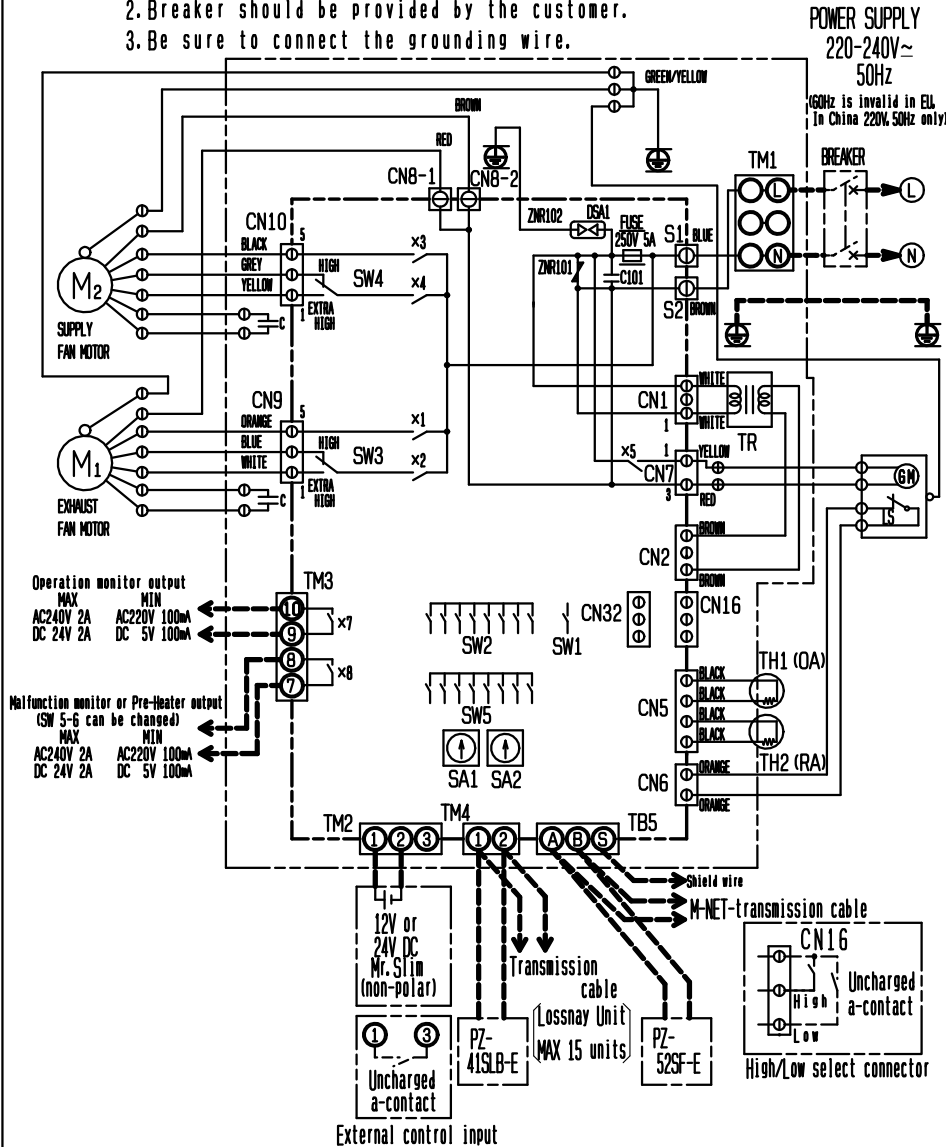 2. Breaker should be provided by the customer.
3. Be sure to connect the grounding wire.
POWER SUPPLY
220-240V~
50Hz
(60Hz is invalid in EU.
In China 220V, 50Hz only)
GREEN/YELLOW
BROWN
RED
CN8-1
CN8-2
TM1
BREAKER
L
L
N
N
ZNR102
DSA1
FUSE
250V 5A
S1
BLUE
ZNR101
C101
S2
BROWN
CN10
5
BLACK
GREY
YELLOW
HIGH
SW4
×3
×4
EXTRA
HIGH
1
C
M2
SUPPLY
FAN MOTOR
CN9
5
ORANGE
BLUE
WHITE
HIGH
SW3
×1
×2
EXTRA
HIGH
1
C
M1
EXHAUST
FAN MOTOR
CN1
1
WHITE
WHITE
TR
×5
1
YELLOW
CN7
3
RED
GM
LS
CN2
BROWN
BROWN
CN32
CN16
TM3
10
9
8
7
×7
×8
Operation monitor output
MAX MIN
AC240V 2A AC220V 100mA
DC 24V 2A DC 5V 100mA
Malfunction monitor or Pre-Heater output
(SW 5-6 can be changed)
MAX MIN
AC240V 2A AC220V 100mA
DC 24V 2A DC 5V 100mA
SW2
SW1
SW5
SA1
SA2
CN5
BLACK
BLACK
BLACK
BLACK
TH1 (OA)
TH2 (RA)
CN6
ORANGE
ORANGE
TM2
1 2 3
TM4
1 2
TB5
A B S
Shield wire
M-NET-transmission cable
12V or
24V DC
Mr.Slim
(non-polar)
1 3
Uncharged
a-contact
External control input
Transmission
cable
(Lossnay Unit
MAX 15 units)
PZ-
41SLB-E
PZ-
52SF-E
CN16
High
Low
Uncharged
a-contact
High/Low select connector